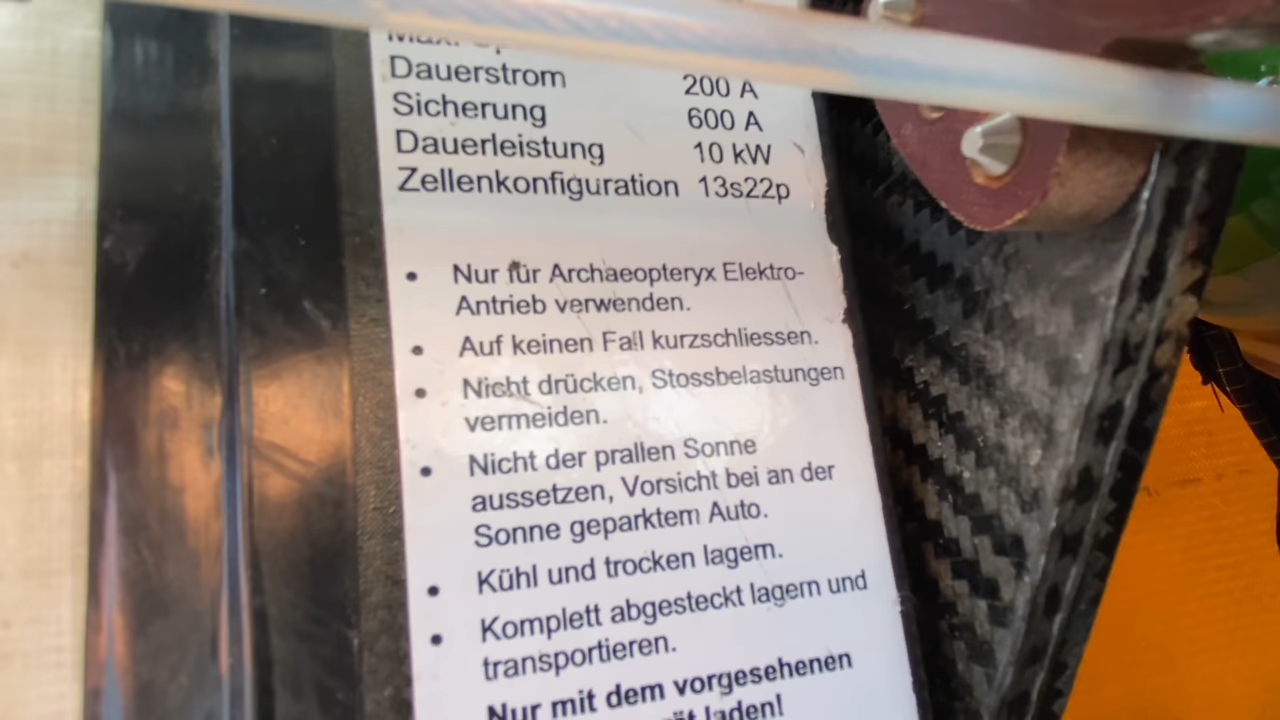 Dauerstrom 200 A
Sicherung 600 A
Dauerleistung 10 kW
Zellenkonfiguration 13s22p
• Nur für Archaeopteryx Elektro-
Antrieb verwenden.
• Auf keinen Fall kurzschliessen.
• Nicht drücken, Stossbelastungen
vermeiden.
• Nicht der prallen Sonne
aussetzen, Vorsicht bei an der
Sonne geparktem Auto.
• Kühl und trocken lagern.
• Komplett abgesteckt lagern und
transportieren.
Nur mit dem vorgesehenen
laden!